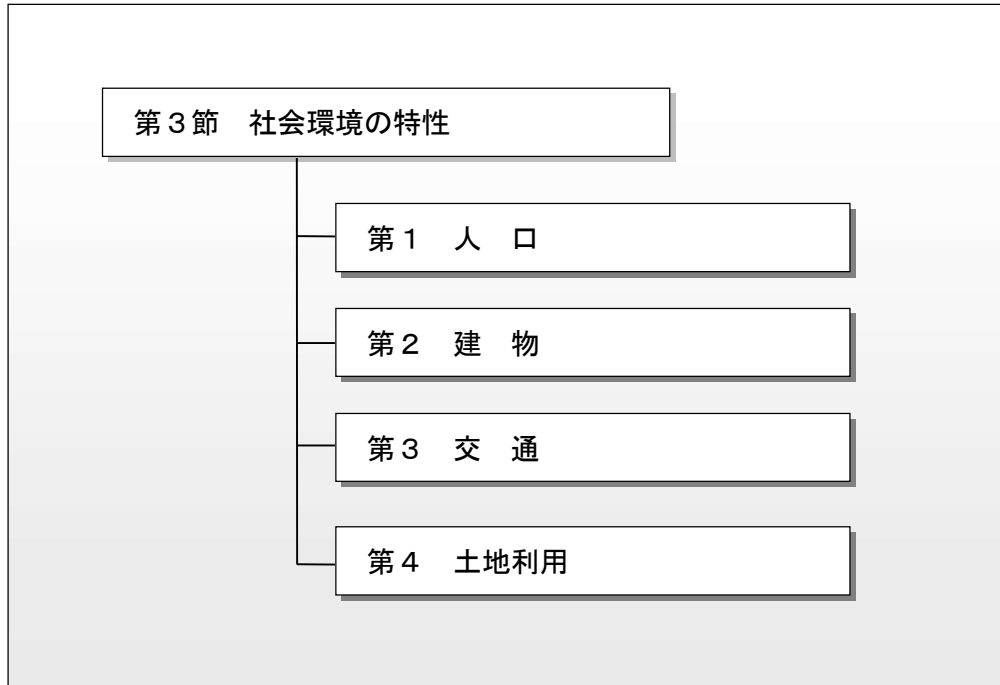 第３節　社会環境の特性
第１　人　口
第２　建　物
第３　交　通
第４　土地利用